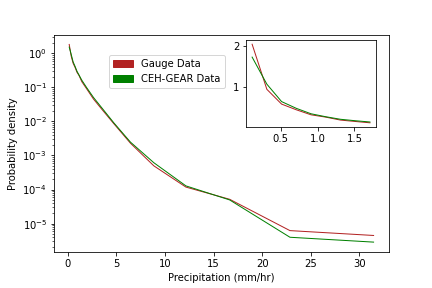 Gauge Data
CEH-GEAR Data
2
1
0.5 1.0 1.5
10⁰
10⁻¹
10⁻²
10⁻³
10⁻⁴
10⁻⁵
Probability density
0 5 10 15 20 25 30
Precipitation (mm/hr)